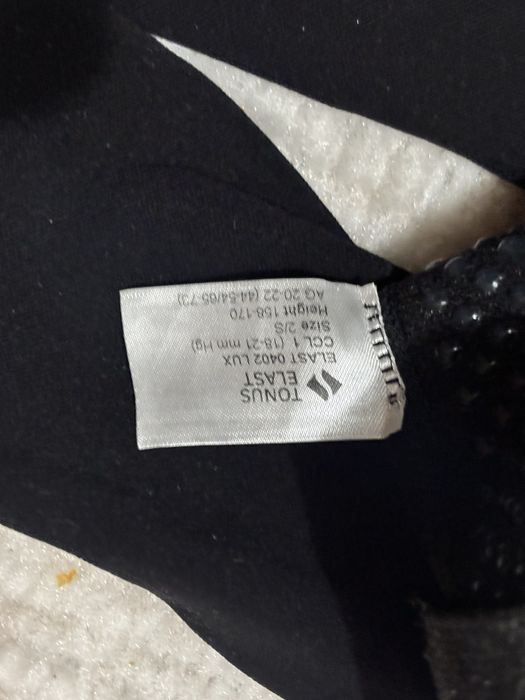 TONUS
ELAST
ELAST 0402 LUX
CCL 1 (18-21 mm Hg)
Size 2/S
Height 158-170
AG 20-22 (44-54/65-73)